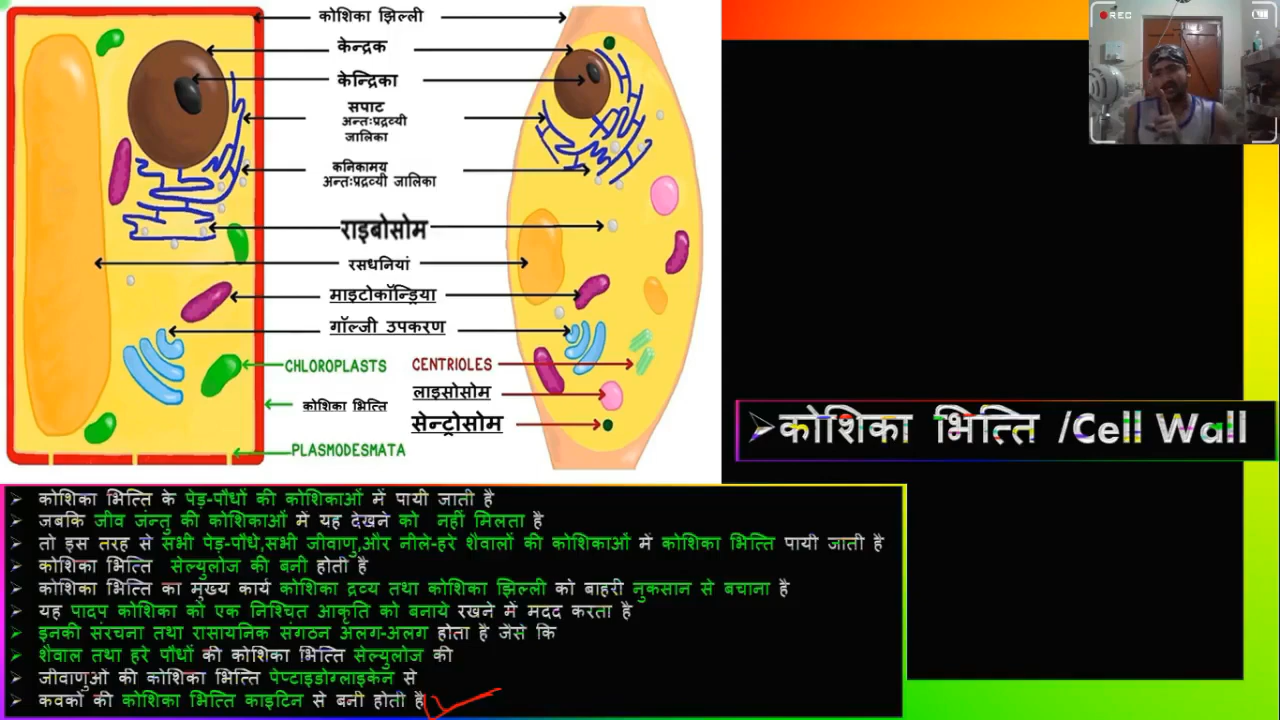 कोशिका झिल्ली
केन्द्रक
केन्द्रिका
सपाट
अन्तःप्रद्रव्यी
जालिका
कनिकामय
अन्तःप्रद्रव्यी जालिका
राइबोसोम
रसधनियां
माइटोकॉन्ड्रिया
गॉल्जी उपकरण
CHLOROPLASTS
CENTRIOLES
लाइसोसोम
कोशिका भित्ति
सेन्ट्रोसोम
PLASMODESMATA
REC
➢कोशिका भित्ति /Cell Wall
➢ कोशिका भित्ति के पेड़-पौधों की कोशिकाओं में पायी जाती है
➢ जबकि जीव जंन्तु की कोशिकाओं में यह देखने को नहीं मिलता है
➢ तो इस तरह से सभी पेड़-पौधे,सभी जीवाणु,और नीले-हरे शैवालों की कोशिकाओं में कोशिका भित्ति पायी जाती है
➢ कोशिका भित्ति सेल्युलोज की बनी होती है
➢ कोशिका भित्ति का मुख्य कार्य कोशिका द्रव्य तथा कोशिका झिल्ली को बाहरी नुकसान से बचाना है
➢ यह पादप कोशिका को एक निश्चित आकृति को बनाये रखने में मदद करता है
➢ इनकी संरचना तथा रासायनिक संगठन अलग-अलग होता है जैसे कि
➢ शैवाल तथा हरे पौधों की कोशिका भित्ति सेल्युलोज की
➢ जीवाणुओं की कोशिका भित्ति पेप्टाइडोग्लाइकेन से
➢ कवकों की कोशिका भित्ति काइटिन से बनी होती है